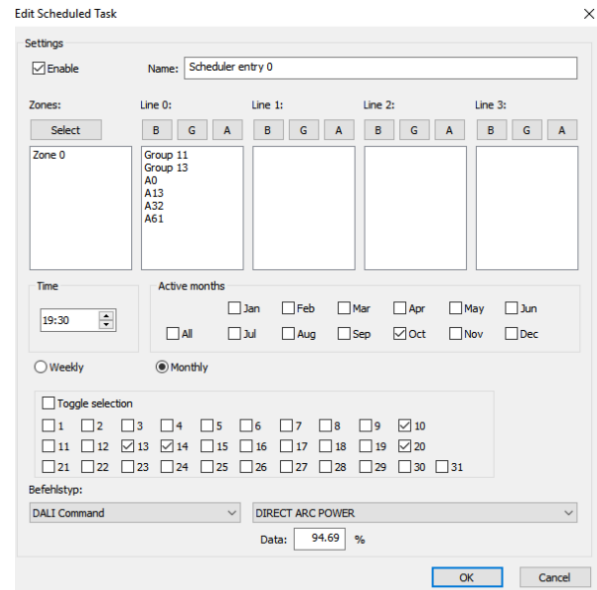 Edit Scheduled Task
Settings
Enable Name: Scheduler entry 0
Zones: Line 0: Line 1: Line 2: Line 3:
Select B G A B G A B G A B G A
Zone 0 Group 11
Group 13
A0
A13
A32
A61
Time Active months
19:30 Jan Feb Mar Apr May Jun
All Jul Aug Sep Oct Nov Dec
Weekly Monthly
Toggle selection
1 2 3 4 5 6 7 8 9 10
11 12 13 14 15 16 17 18 19 20
21 22 23 24 25 26 27 28 29 30 31
Befehlstyp:
DALI Command DIRECT ARC POWER
Data: 94.69 %
OK Cancel